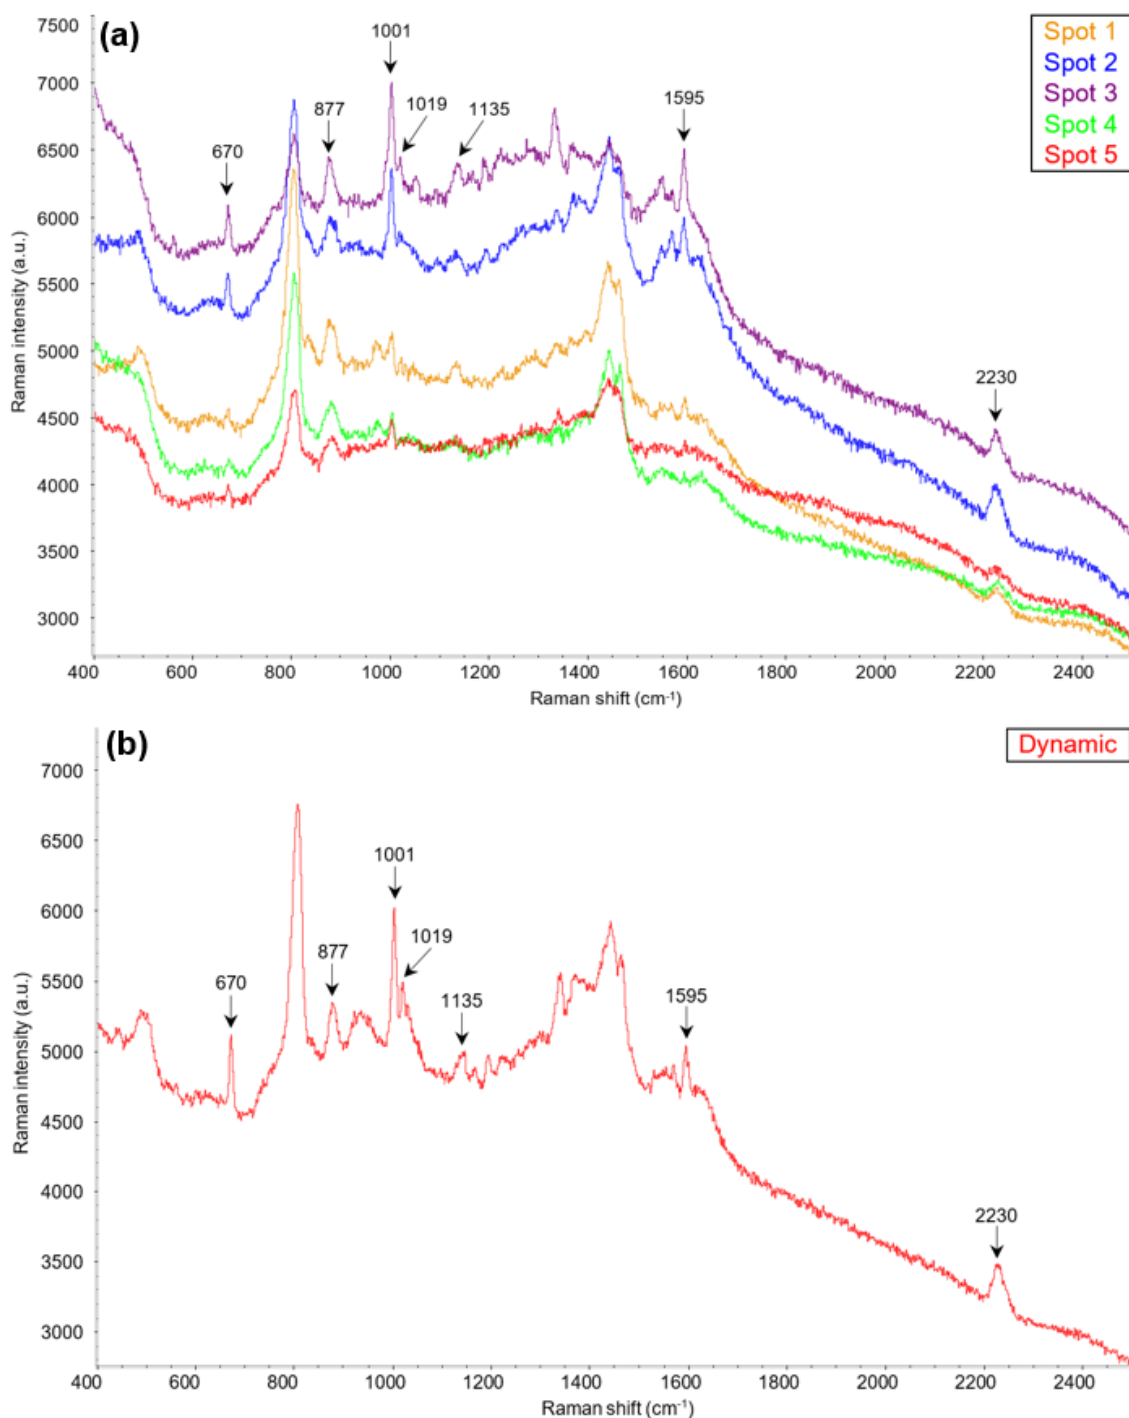 (a)
Spot 1
Spot 2
Spot 3
Spot 4
Spot 5
7500
7000
6500
6000
5500
5000
4500
4000
3500
3000
Raman intensity (a.u.)
670
877
1001
1019
1135
1595
2230
400 600 800 1000 1200 1400 1600 1800 2000 2200 2400
Raman shift (cm⁻¹)
(b)
Dynamic
7000
6500
6000
5500
5000
4500
4000
3500
3000
Raman intensity (a.u.)
670
877
1001
1019
1135
1595
2230
400 600 800 1000 1200 1400 1600 1800 2000 2200 2400
Raman shift (cm⁻¹)